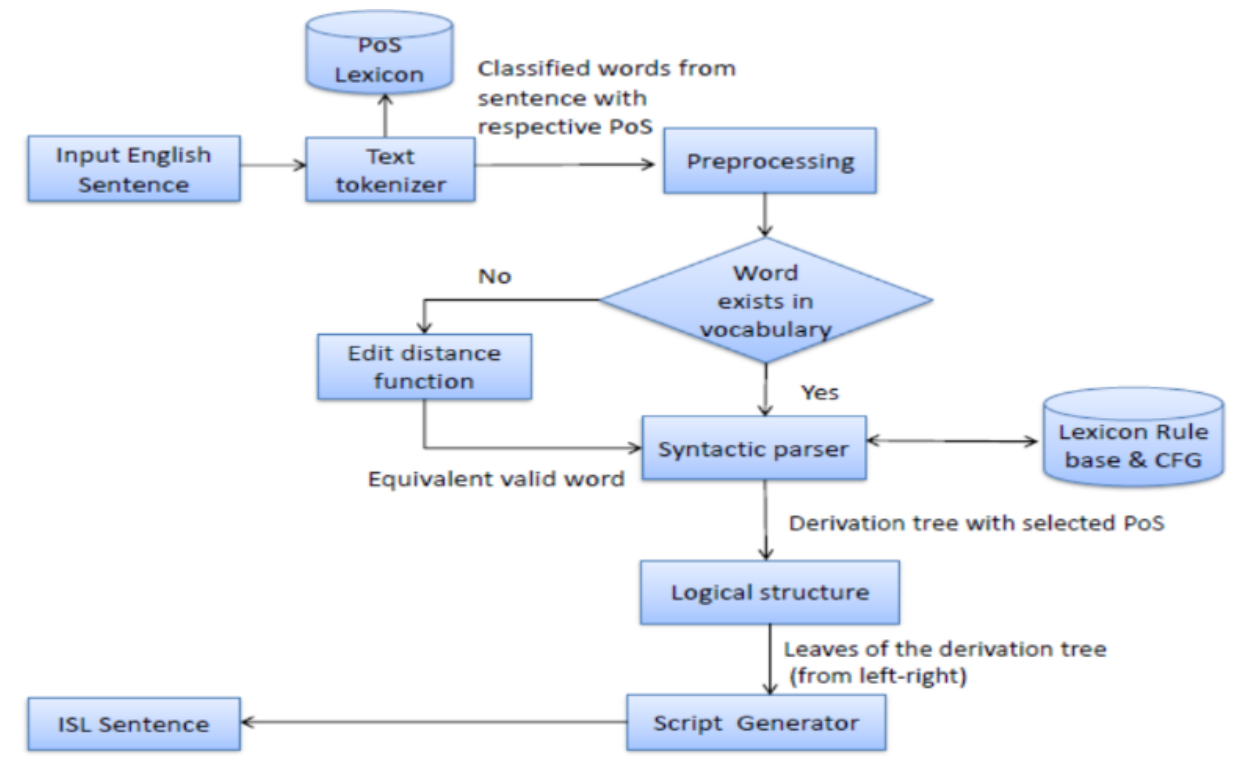 PoS
Lexicon
Classified words from
sentence with
respective PoS
Input English
Sentence
Text
tokenizer
Preprocessing
Word
exists in
vocabulary
No
Edit distance
function
Yes
Syntactic parser
Lexicon Rule
base & CFG
Equivalent valid word
Derivation tree with selected PoS
Logical structure
Leaves of the derivation tree
(from left-right)
Script Generator
ISL Sentence